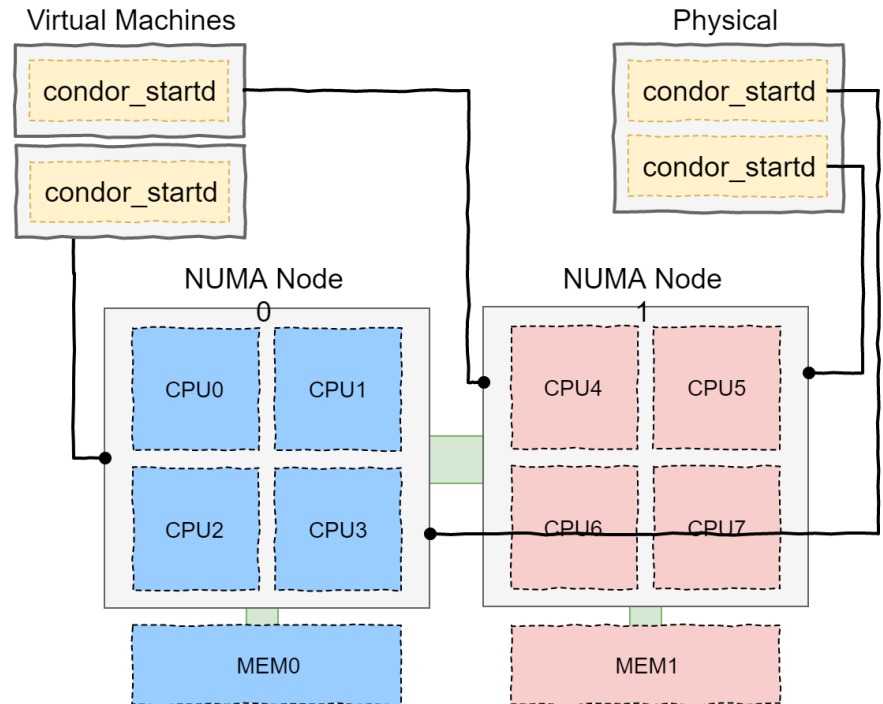 Virtual Machines
Physical
condor_startd
condor_startd
condor_startd
condor_startd
NUMA Node
0
NUMA Node
1
CPU0
CPU1
CPU4
CPU5
CPU2
CPU3
CPU6
CPU7
MEM0
MEM1